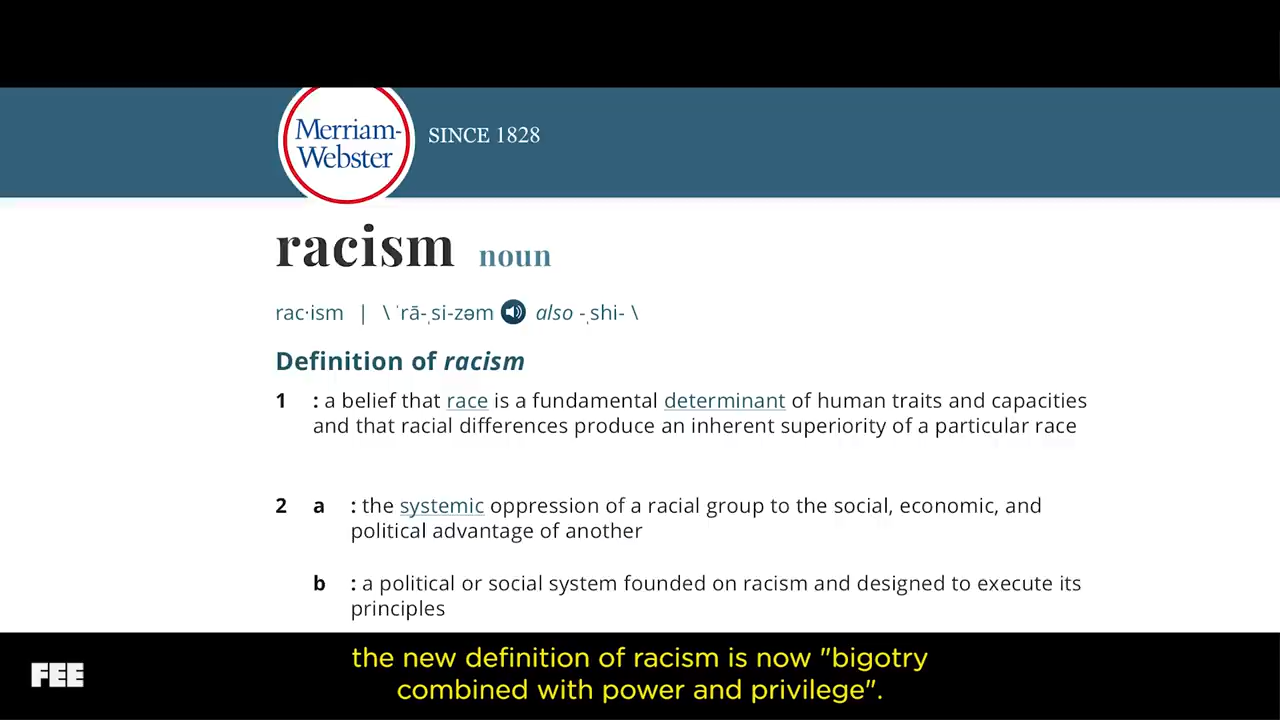 Merriam-
Webster
SINCE 1828
racism noun
rac·ism | \ ˈrā-ˌsi-zəm also -ˌshi- \
Definition of racism
1 : a belief that race is a fundamental determinant of human traits and capacities
and that racial differences produce an inherent superiority of a particular race
2 a : the systemic oppression of a racial group to the social, economic, and
political advantage of another
b : a political or social system founded on racism and designed to execute its
principles
the new definition of racism is now "bigotry
combined with power and privilege".
FEE